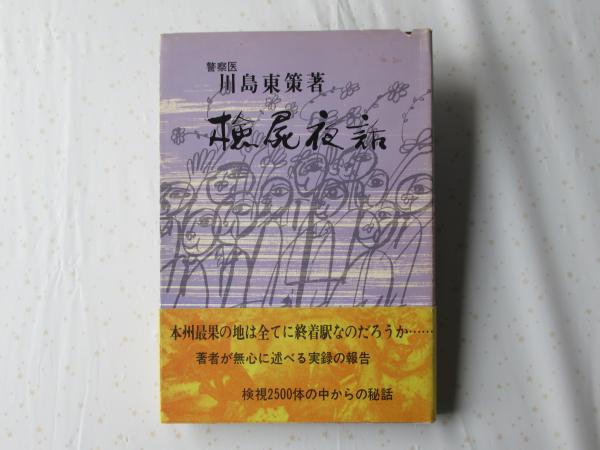 警察医
川島東策著
検屍夜話
本州最果の地は全てに終着駅なのだろうか……
著者が無心に述べる実録の報告
検視2500体の中からの秘話